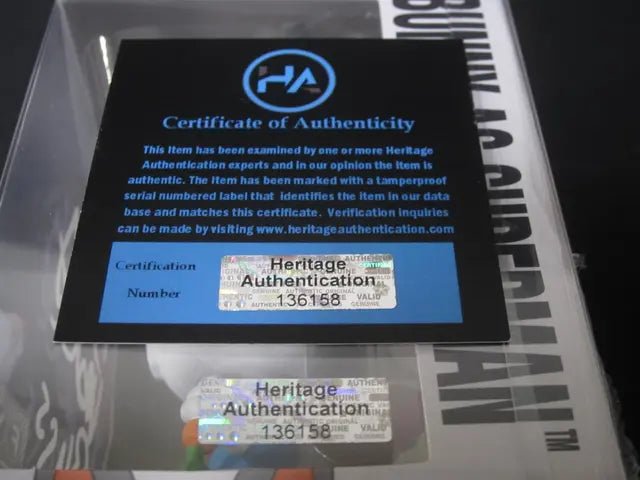 HA
Certificate of Authenticity
This Item has been examined by one or more Heritage
Authentication experts and in our opinion the Item is
authentic. The Item has been marked with a tamperproof
serial numbered label that identifies the item in our data
base and matches this certificate. Verification inquiries
can be made by visiting www.heritageauthentication.com
Certification
Number
Heritage
Authentication
136158
VALID
Heritage
Authentication
136158
VALID
BUNNY AS SUPERMAN™